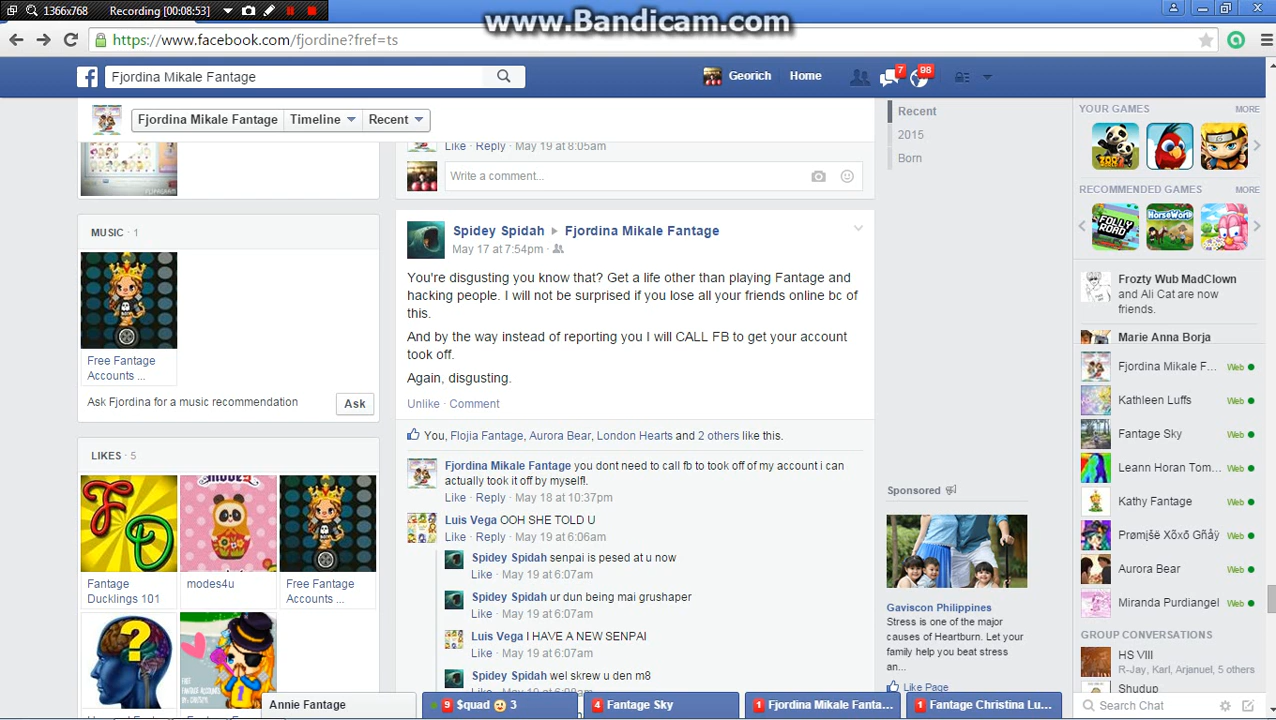 1366x768 Recording [00:08:53]
www.Bandicam.com
https://www.facebook.com/fjordine?fref=ts
Fjordina Mikale Fantage
Georich Home 7 98
Fjordina Mikale Fantage Timeline Recent
Recent
2015
Born
YOUR GAMES MORE
RECOMMENDED GAMES MORE
Like · Reply · May 19 at 8:05am
Write a comment...
MUSIC · 1
Free Fantage
Accounts ...
Ask Fjordina for a music recommendation Ask
LIKES · 5
Fantage
Ducklings 101
modes4u
Free Fantage
Accounts ...
Spidey Spidah Fjordina Mikale Fantage
May 17 at 7:54pm ·
You're disgusting you know that? Get a life other than playing Fantage and
hacking people. I will not be surprised if you lose all your friends online bc of
this.
And by the way instead of reporting you I will CALL FB to get your account
took off.
Again, disgusting.
Unlike · Comment
You, Flojia Fantage, Aurora Bear, London Hearts and 2 others like this.
Fjordina Mikale Fantage you dont need to call fb to took off of my account i can
actually took it off by myself!.
Like · Reply · May 18 at 10:37pm
Luis Vega OOH SHE TOLD U
Like · Reply · May 19 at 6:06am
Spidey Spidah senpai is pesed at u now
Like · May 19 at 6:07am
Spidey Spidah ur dun being mai grushaper
Like · May 19 at 6:07am
Luis Vega I HAVE A NEW SENPAI
Like · May 19 at 6:07am
Spidey Spidah wel skrew u den m8
Sponsored
Gaviscon Philippines
Stress is one of the
major causes of
Heartburn. Let your
family help you beat
stress an...
Like Page
Frozty Wub MadClown
and Ali Cat are now
friends.
Marie Anna Borja
Fjordina Mikale F... Web
Kathleen Luffs Web
Fantage Sky Web
Leann Horan Tom... Web
Kathy Fantage Web
Prømj$ë Xõxõ Gñåÿ Web
Aurora Bear Web
Miranda Purdiangel Web
GROUP CONVERSATIONS
HS VIII
R-Jay, Karl, Arjanuel, 5 others
Shudup
Search Chat
Annie Fantage
9 $quad 3
4 Fantage Sky
1 Fjordina Mikale Fanta...
1 Fantage Christina Lu...